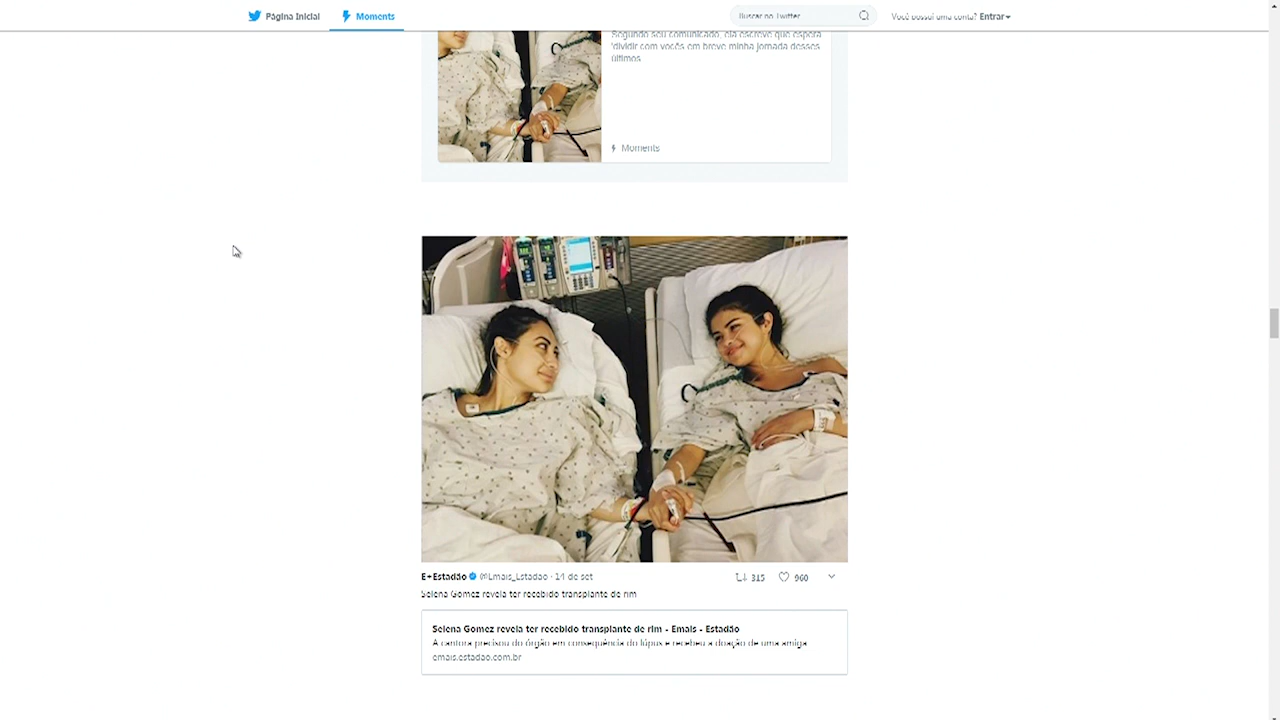 Página Inicial
Moments
Buscar no Twitter
Você possui uma conta? Entrar
Segundo seu comunicado, ela escreve que espera
'dividir com vocês em breve minha jornada desses
últimos
Moments
E+Estadão @Emais_Estadao · 14 de set
315
960
Selena Gomez revela ter recebido transplante de rim
Selena Gomez revela ter recebido transplante de rim - Emais - Estadão
A cantora precisou do órgão em consequência do lúpus e recebeu a doação de uma amiga
emais.estadao.com.br